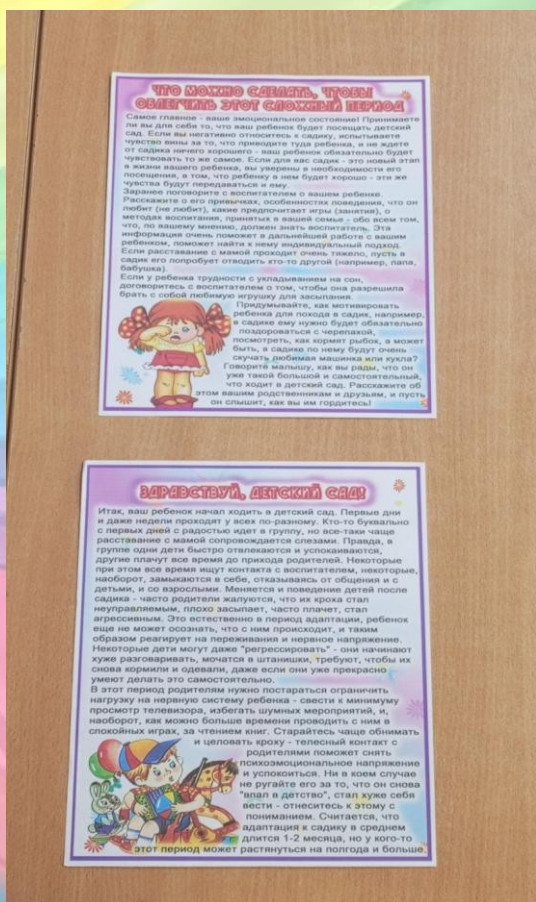 ЧТО МОЖНО СДЕЛАТЬ, ЧТОБЫ
ОБЛЕГЧИТЬ ЭТОТ СЛОЖНЫЙ ПЕРИОД
Самое главное - ваше эмоциональное состояние! Принимаете
ли вы для себя то, что ваш ребенок будет посещать детский
сад. Если вы негативно относитесь к садику, испытываете
чувство вины за то, что приводите туда ребенка, и не ждете
от садика ничего хорошего - ваш ребенок обязательно будет
чувствовать то же самое. Если для вас садик - это новый этап
в жизни вашего ребенка, вы уверены в необходимости его
посещения, в том, что ребенку в нем будет хорошо - эти же
чувства будут передаваться и ему.
Заранее поговорите с воспитателем о вашем ребенке.
Расскажите о его привычках, особенностях поведения, что он
любит (не любит), какие предпочитает игры (занятия), о
методах воспитания, принятых в вашей семье - обо всем том,
что, по вашему мнению, должен знать воспитатель. Эта
информация очень поможет в дальнейшей работе с вашим
ребенком, поможет найти к нему индивидуальный подход.
Если расставание с мамой проходит очень тяжело, пусть в
садик его попробует отводить кто-то другой (например, папа,
бабушка).
Если у ребенка трудности с укладыванием на сон,
договоритесь с воспитателем о том, чтобы она разрешила
брать с собой любимую игрушку для засыпания.
Придумывайте, как мотивировать
ребенка для похода в садик, например,
в садике ему нужно будет обязательно
поздороваться с черепахой,
посмотреть, как кормят рыбок, а может
быть, в садике по нему будут очень
скучать любимая машинка или кукла?
Говорите малышу, как вы рады, что он
уже такой большой и самостоятельный,
что ходит в детский сад. Расскажите об
этом вашим родственникам и друзьям, и пусть
он слышит, как вы им гордитесь!
ЗДРАВСТВУЙ, ДЕТСКИЙ САД!
Итак, ваш ребенок начал ходить в детский сад. Первые дни
и даже недели проходят у всех по-разному. Кто-то буквально
с первых дней с радостью идет в группу, но все-таки чаще
расставание с мамой сопровождается слезами. Правда, в
группе одни дети быстро отвлекаются и успокаиваются,
другие плачут все время до прихода родителей. Некоторые
при этом все время ищут контакта с воспитателем, некоторые,
наоборот, замыкаются в себе, отказываясь от общения и с
детьми, и со взрослыми. Меняется и поведение детей после
садика - часто родители жалуются, что их кроха стал
неуправляемым, плохо засыпает, часто плачет, стал
агрессивным. Это естественно в период адаптации, ребенок
еще не может осознать, что с ним происходит, и таким
образом реагирует на переживания и нервное напряжение.
Некоторые дети могут даже "регрессировать" - они начинают
хуже разговаривать, мочатся в штанишки, требуют, чтобы их
снова кормили и одевали, даже если они уже прекрасно
умеют делать это самостоятельно.
В этот период родителям нужно постараться ограничить
нагрузку на нервную систему ребенка - свести к минимуму
просмотр телевизора, избегать шумных мероприятий, и,
наоборот, как можно больше времени проводить с ним в
спокойных играх, за чтением книг. Старайтесь чаще обнимать
и целовать кроху - телесный контакт с
родителями поможет снять
психоэмоциональное напряжение
и успокоиться. Ни в коем случае
не ругайте его за то, что он снова
"впал в детство", стал хуже себя
вести - отнеситесь к этому с
пониманием. Считается, что
адаптация к садику в среднем
длится 1-2 месяца, но у кого-то
этот период может растянуться на полгода и больше.